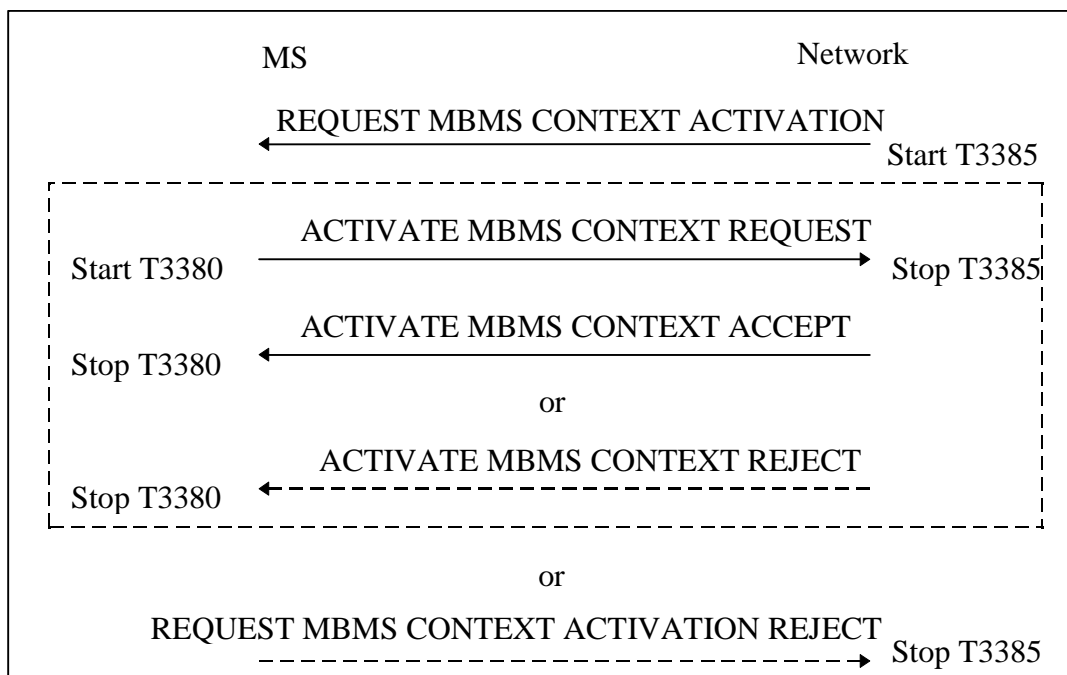 MS Network
REQUEST MBMS CONTEXT ACTIVATION
Start T3385
ACTIVATE MBMS CONTEXT REQUEST
Start T3380 Stop T3385
ACTIVATE MBMS CONTEXT ACCEPT
Stop T3380
or
ACTIVATE MBMS CONTEXT REJECT
Stop T3380
or
REQUEST MBMS CONTEXT ACTIVATION REJECT
Stop T3385